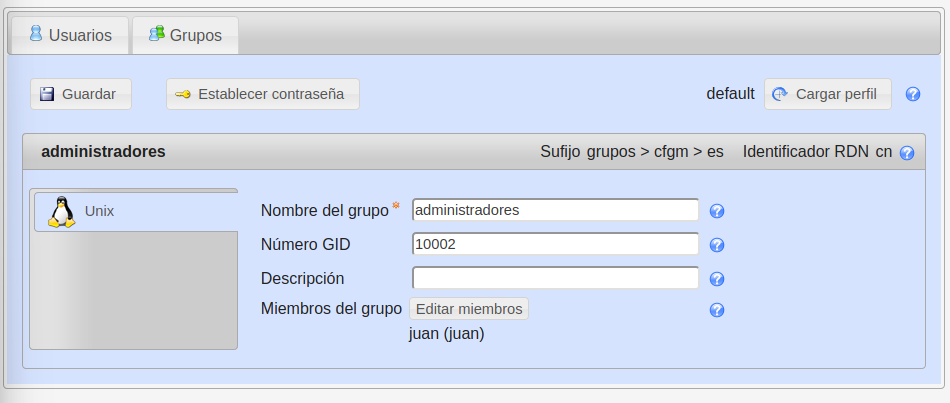 Usuarios Grupos
Guardar Establecer contraseña default Cargar perfil
administradores Sufijo grupos > cfgm > es Identificador RDN cn
Unix
Nombre del grupo * administradores
Número GID 10002
Descripción
Miembros del grupo Editar miembros
juan (juan)